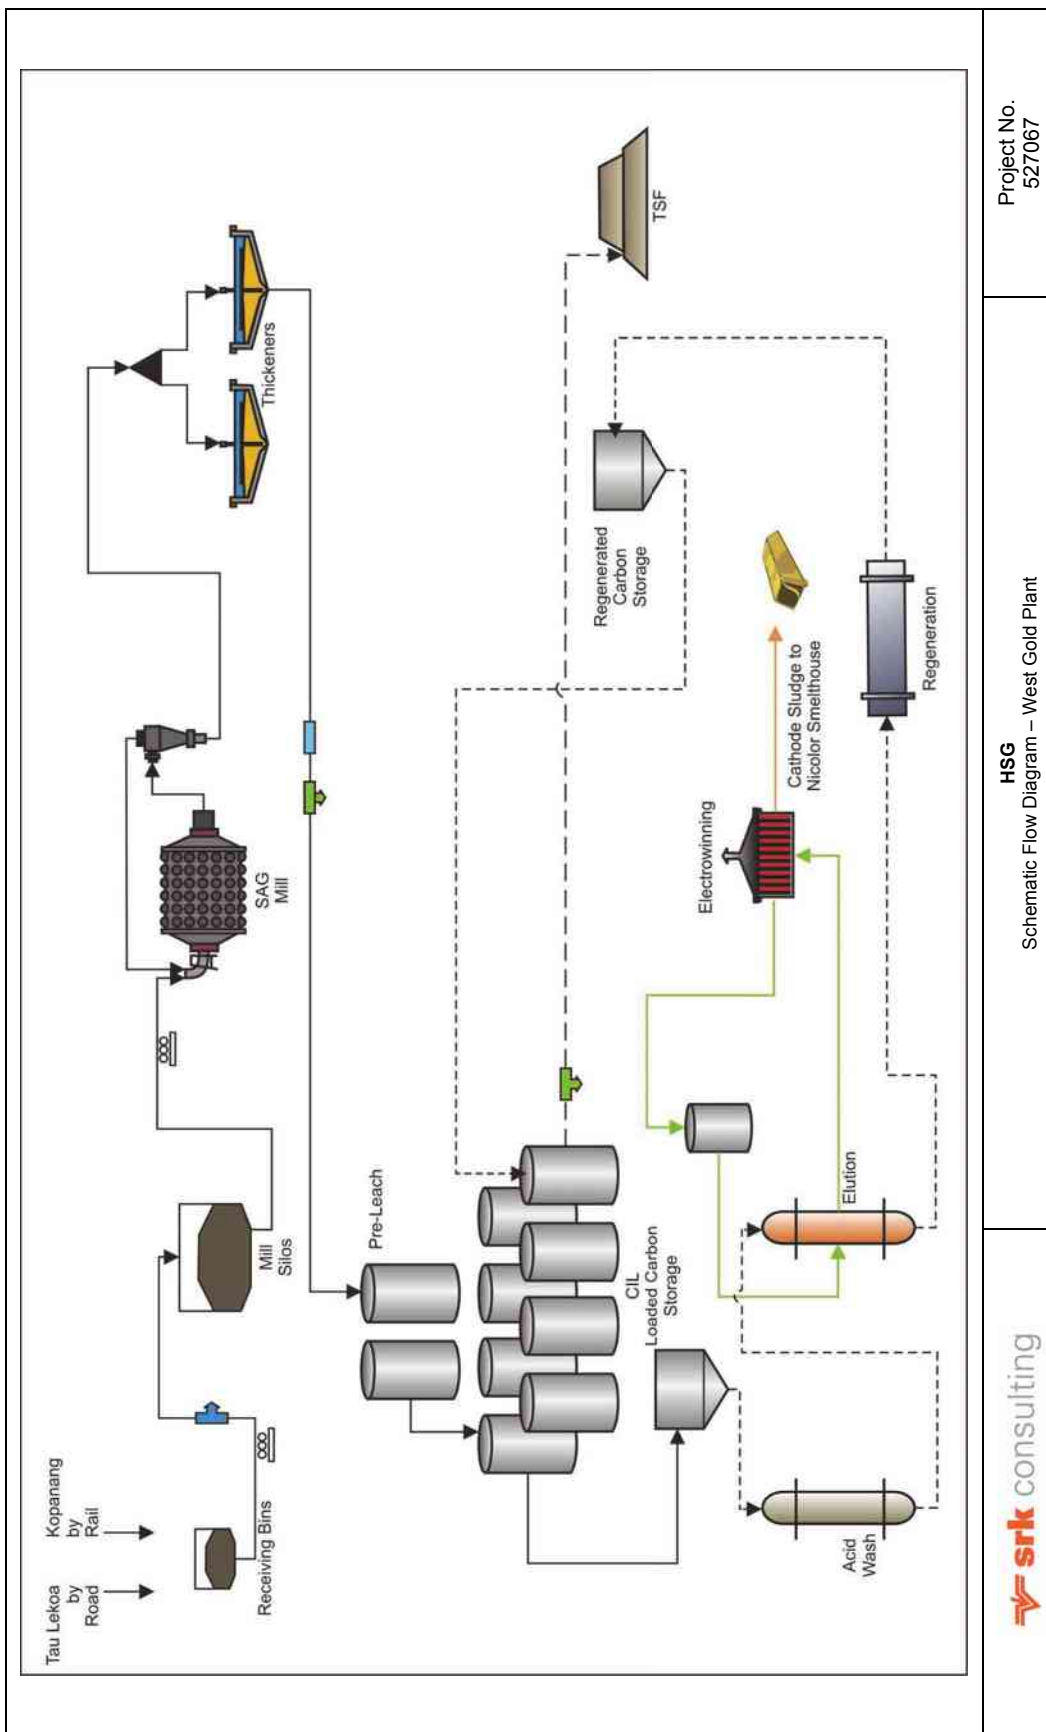 Tau Lekoa
by
Road
Kopanang
by
Rail
Receiving Bins
Mill
Silos
SAG
Mill
Thickeners
Pre-Leach
CIL
Loaded Carbon
Storage
Acid
Wash
Elution
Electrowinning
Cathode Sludge to
Nicolor Smelthouse
Regeneration
Regenerated
Carbon
Storage
TSF
srk consulting
HSG
Schematic Flow Diagram – West Gold Plant
Project No.
527067